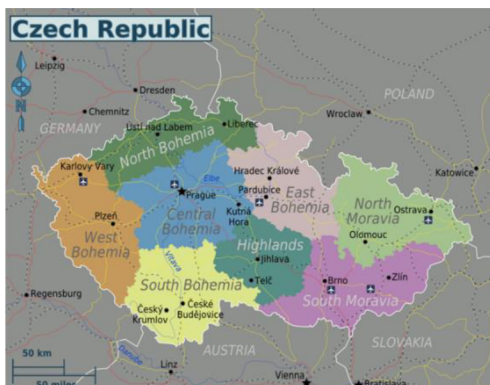 Czech Republic
Leipzig
Dresden
POLAND
N
Chemnitz
Wroclaw
GERMANY
Ústí nad Labem
Liberec
North Bohemia
Karlovy Vary
Hradec Králové
Katowice
Elbe
Prague
Pardubice
East
Bohemia
North
Moravia
Ostrava
Plzeň
Central
Bohemia
Kutná
Hora
West
Bohemia
Highlands
Olomouc
Vltava
Jihlava
South Bohemia
Telč
Brno
Zlín
Regensburg
South Moravia
Český
Krumlov
České
Budějovice
SLOVAKIA
AUSTRIA
50 km
Danube
Linz
50 miles
Vienna
Bratislava